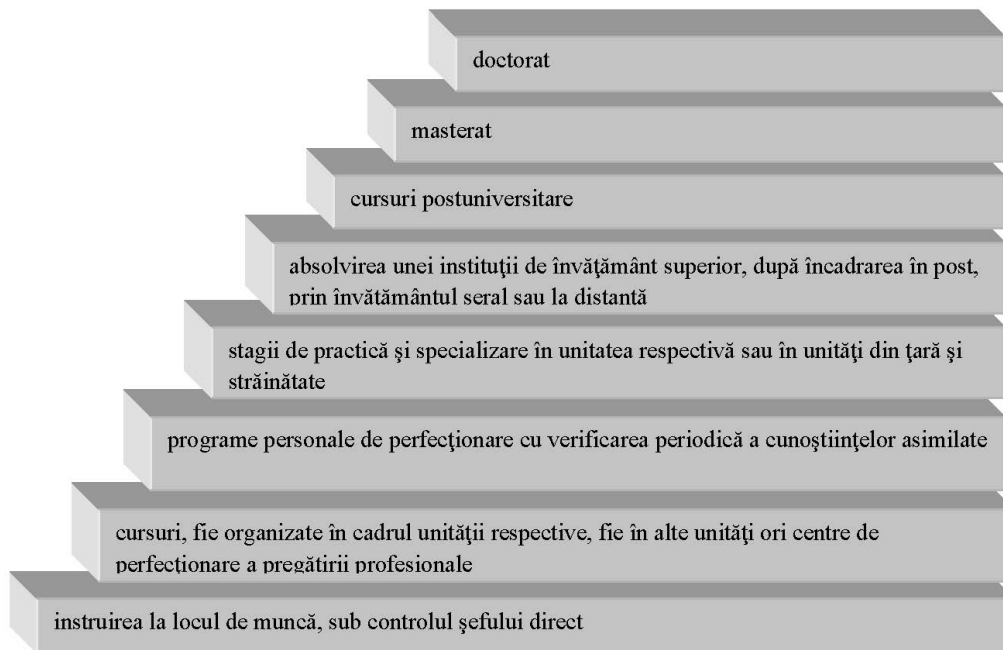 doctorat
masterat
cursuri postuniversitare
absolvirea unei instituţii de învăţământ superior, după încadrarea în post,
prin învătământul seral sau la distantă
stagii de practică şi specializare în unitatea respectivă sau în unităţi din ţară şi
străinătate
programe personale de perfecţionare cu verificarea periodică a cunoştiinţelor asimilate
cursuri, fie organizate în cadrul unităţii respective, fie în alte unităţi ori centre de
perfecţionare a pregătirii profesionale
instruirea la locul de muncă, sub controlul şefului direct